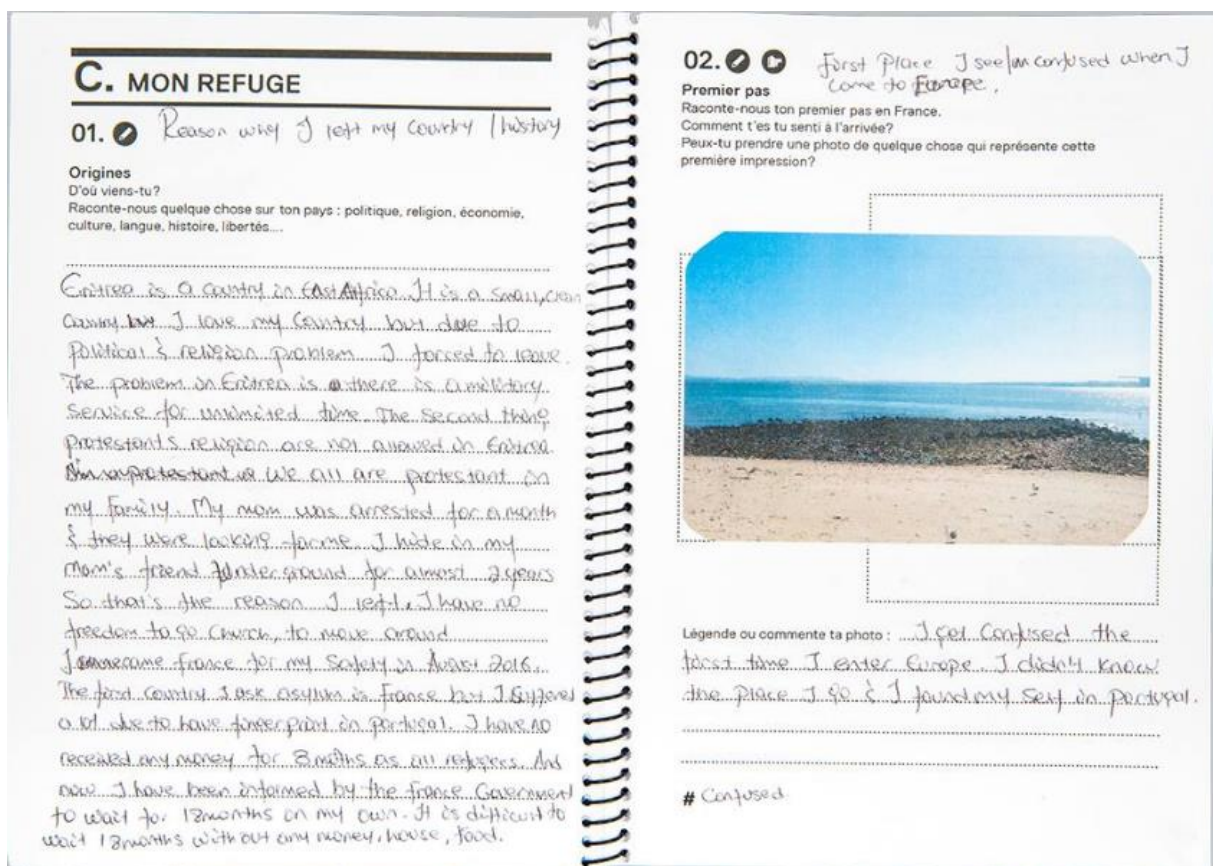 C. MON REFUGE
01. Reason why I left my country / history
Origines
D'où viens-tu?
Raconte-nous quelque chose sur ton pays : politique, religion, économie,
culture, langue, histoire, libertés....
Eritrea is a country in East Africa. It is a small, clean
country but I love my country but due to
political & religion problem I forced to leave.
The problem in Eritrea is there is a military
service for unlimited time. The second thing
protestants religion are not allowed in Eritrea
We all are protestant in
my family. My mom was arrested for a month
& they were looking for me. I hide in my
mom's friend underground for almost 2 years
So that's the reason I left. I have no
freedom to go church, to move around
I came france for my safety in August 2016.
The first country I ask asylum is france but I suffered
a lot due to have fingerprint in portugal. I have no
received any money for 8 moths as all refugees. And
now I have been informed by the france Government
to wait for 18 months on my own. It is difficult to
wait 18 months without any money, house, food.
02. first place I see/im confused when I
come to Europe.
Premier pas
Raconte-nous ton premier pas en France.
Comment t'es tu senti à l'arrivée?
Peux-tu prendre une photo de quelque chose qui représente cette
première impression?
Légende ou commente ta photo : I get confused the
first time I enter Europe. I didn't know
the place I go & I found my self in portugal.
# Confused